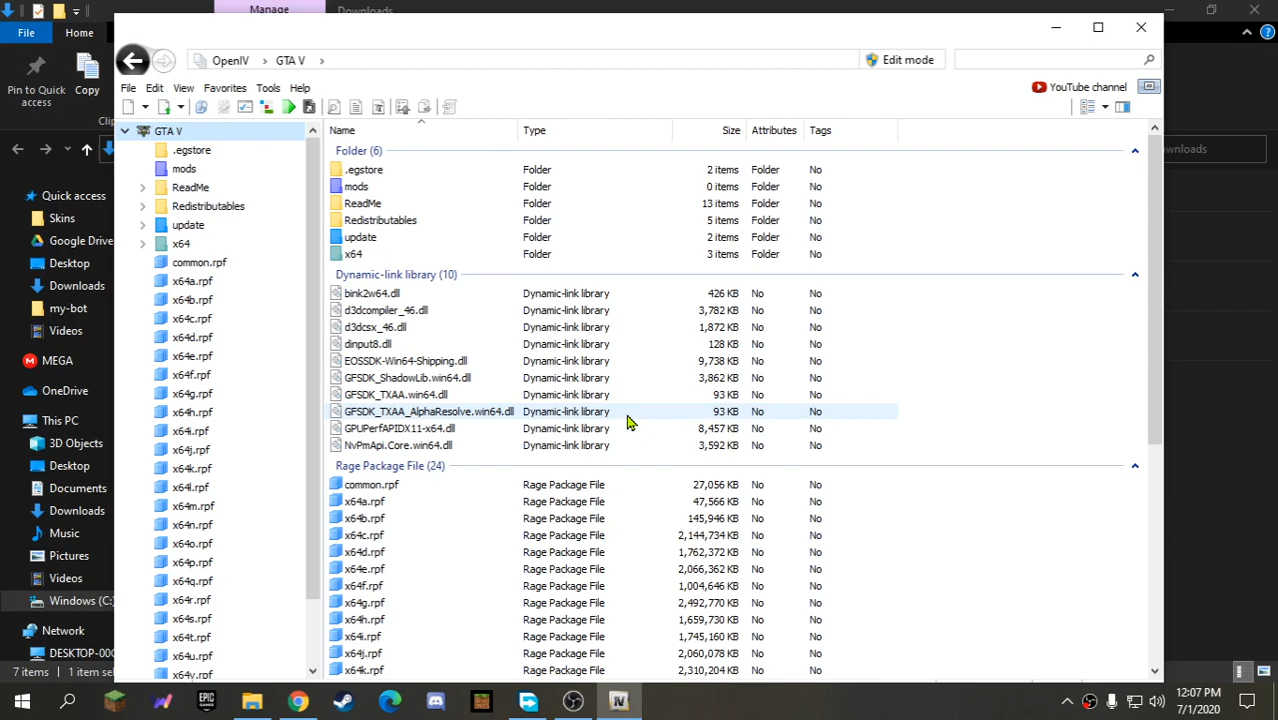 Manage
Downloads
File
Home
Pin to Quick
access
Copy
OpenIV
GTA V
Edit mode
File
Edit
View
Favorites
Tools
Help
YouTube channel
Downloads
Quick access
Skins
Google Drive
Desktop
Downloads
my-bot
Videos
MEGA
OneDrive
This PC
3D Objects
Desktop
Documents
Downloads
Music
Pictures
Videos
Windows (C:)
Network
DESKTOP-00
7 items
1 item sel
GTA V
.egstore
mods
ReadMe
Redistributables
update
x64
common.rpf
x64a.rpf
x64b.rpf
x64c.rpf
x64d.rpf
x64e.rpf
x64f.rpf
x64g.rpf
x64h.rpf
x64i.rpf
x64j.rpf
x64k.rpf
x64l.rpf
x64m.rpf
x64n.rpf
x64o.rpf
x64p.rpf
x64q.rpf
x64r.rpf
x64s.rpf
x64t.rpf
x64u.rpf
x64v.rpf
Name Type Size Attributes Tags
Folder (6)
.egstore Folder 2 items Folder No
mods Folder 0 items Folder No
ReadMe Folder 13 items Folder No
Redistributables Folder 5 items Folder No
update Folder 2 items Folder No
x64 Folder 3 items Folder No
Dynamic-link library (10)
bink2w64.dll Dynamic-link library 426 KB No No
d3dcompiler_46.dll Dynamic-link library 3,782 KB No No
d3dcsx_46.dll Dynamic-link library 1,872 KB No No
dinput8.dll Dynamic-link library 128 KB No No
EOSSDK-Win64-Shipping.dll Dynamic-link library 9,738 KB No No
GFSDK_ShadowLib.win64.dll Dynamic-link library 3,862 KB No No
GFSDK_TXAA.win64.dll Dynamic-link library 93 KB No No
GFSDK_TXAA_AlphaResolve.win64.dll Dynamic-link library 93 KB No No
GPUPerfAPIDX11-x64.dll Dynamic-link library 8,457 KB No No
NvPmApi.Core.win64.dll Dynamic-link library 3,592 KB No No
Rage Package File (24)
common.rpf Rage Package File 27,056 KB No No
x64a.rpf Rage Package File 47,566 KB No No
x64b.rpf Rage Package File 145,946 KB No No
x64c.rpf Rage Package File 2,144,734 KB No No
x64d.rpf Rage Package File 1,762,372 KB No No
x64e.rpf Rage Package File 2,066,362 KB No No
x64f.rpf Rage Package File 1,004,646 KB No No
x64g.rpf Rage Package File 2,492,770 KB No No
x64h.rpf Rage Package File 1,659,730 KB No No
x64i.rpf Rage Package File 1,745,160 KB No No
x64j.rpf Rage Package File 2,060,078 KB No No
x64k.rpf Rage Package File 2,310,204 KB No No
EPIC
GAMES
IV
12:07 PM
7/1/2020